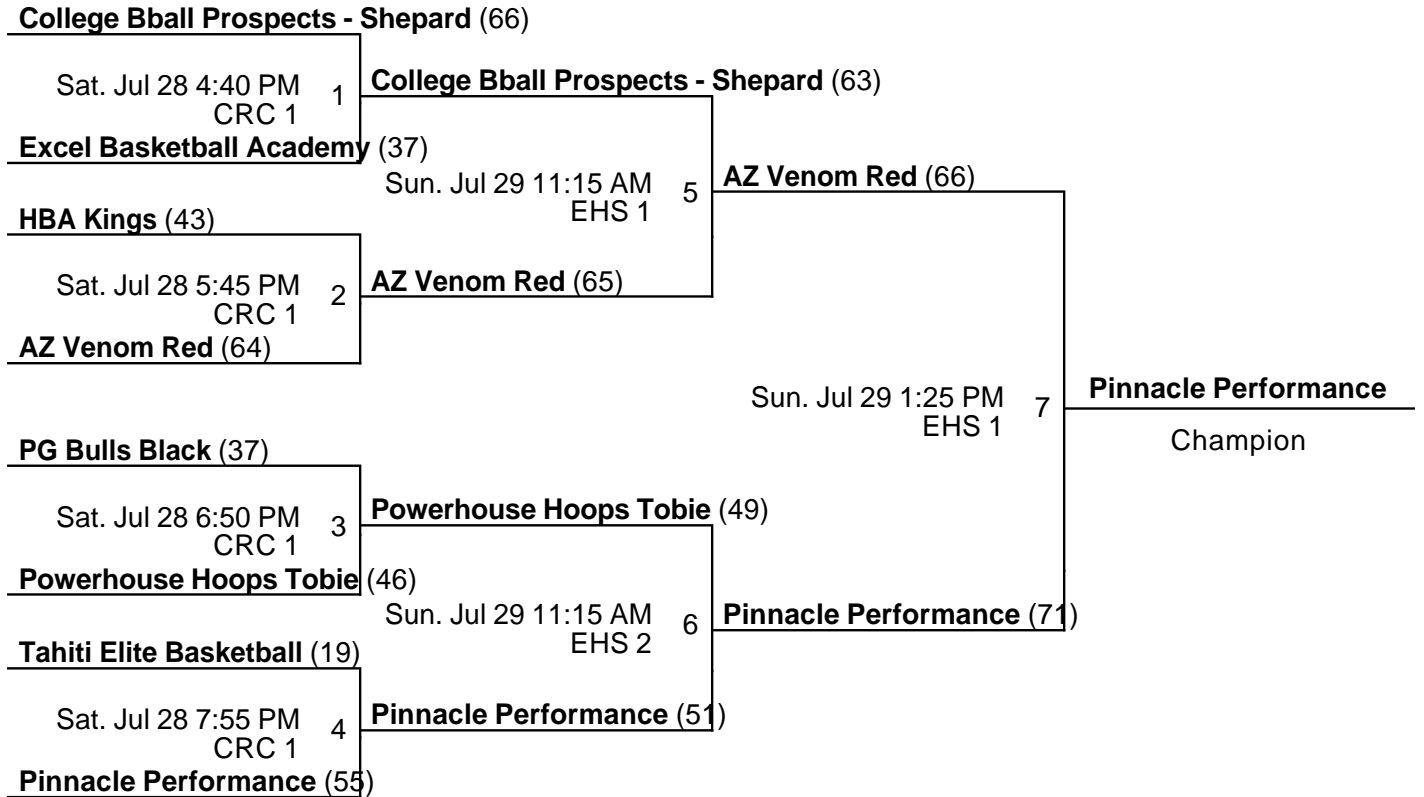 College Bball Prospects - Shepard (66)
Sat. Jul 28 4:40 PM 1
CRC 1
College Bball Prospects - Shepard (63)
Excel Basketball Academy (37)
Sun. Jul 29 11:15 AM 5
EHS 1
AZ Venom Red (66)
HBA Kings (43)
Sat. Jul 28 5:45 PM 2
CRC 1
AZ Venom Red (65)
AZ Venom Red (64)
Sun. Jul 29 1:25 PM 7
EHS 1
Pinnacle Performance
Champion
PG Bulls Black (37)
Sat. Jul 28 6:50 PM 3
CRC 1
Powerhouse Hoops Tobie (49)
Powerhouse Hoops Tobie (46)
Sun. Jul 29 11:15 AM 6
EHS 2
Pinnacle Performance (71)
Tahiti Elite Basketball (19)
Sat. Jul 28 7:55 PM 4
CRC 1
Pinnacle Performance (51)
Pinnacle Performance (55)